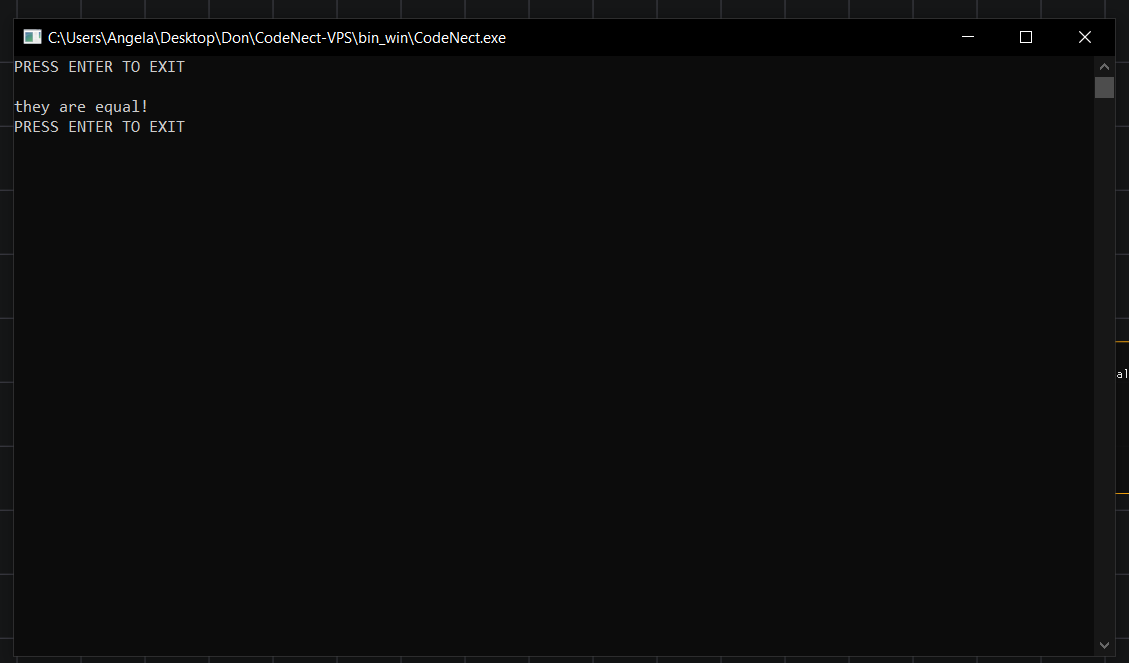 C:\Users\Angela\Desktop\Don\CodeNect-VPS\bin_win\CodeNect.exe
PRESS ENTER TO EXIT
they are equal!
PRESS ENTER TO EXIT
al